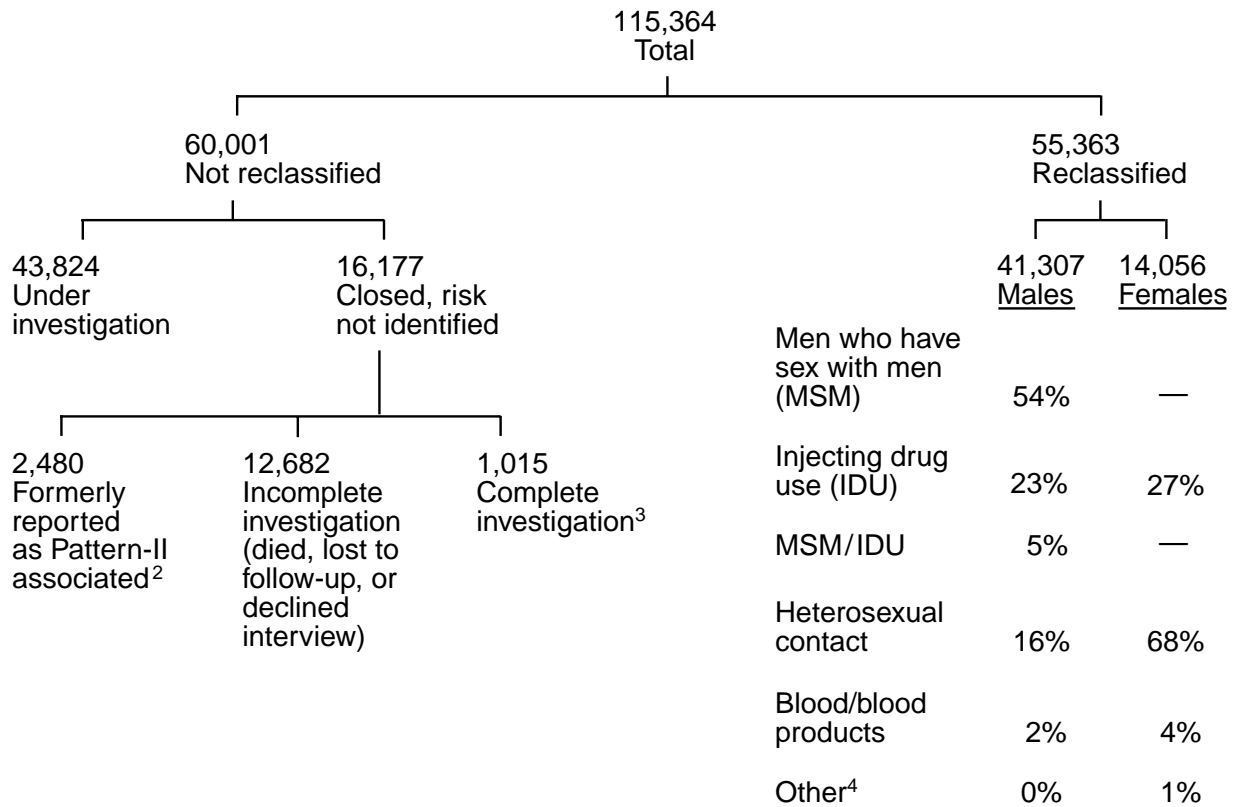 115,364
Total
60,001
Not reclassified
55,363
Reclassified
43,824
Under
investigation
16,177
Closed, risk
not identified
41,307
Males
14,056
Females
2,480
Formerly
reported
as Pattern-II
associated²
12,682
Incomplete
investigation
(died, lost to
follow-up, or
declined
interview)
1,015
Complete
investigation³
Men who have
sex with men
(MSM) 54% —
Injecting drug
use (IDU) 23% 27%
MSM/IDU 5% —
Heterosexual
contact 16% 68%
Blood/blood
products 2% 4%
Other⁴ 0% 1%